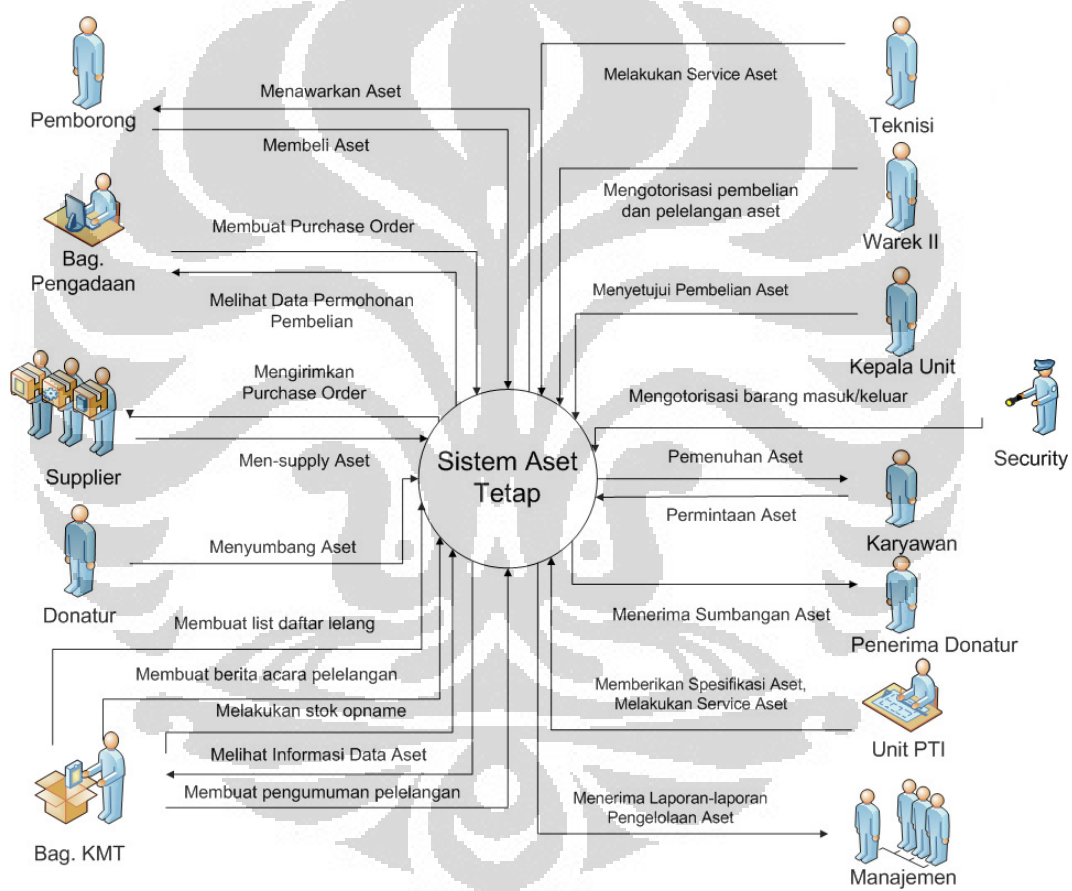 Pemborong
Menawarkan Aset
Membeli Aset
Bag.
Pengadaan
Membuat Purchase Order
Melihat Data Permohonan
Pembelian
Supplier
Mengirimkan
Purchase Order
Men-supply Aset
Donatur
Menyumbang Aset
Membuat list daftar lelang
Membuat berita acara pelelangan
Melakukan stok opname
Melihat Informasi Data Aset
Membuat pengumuman pelelangan
Bag. KMT
Sistem Aset
Tetap
Melakukan Service Aset
Teknisi
Mengotorisasi pembelian
dan pelelangan aset
Warek II
Menyetujui Pembelian Aset
Kepala Unit
Mengotorisasi barang masuk/keluar
Security
Pemenuhan Aset
Permintaan Aset
Karyawan
Menerima Sumbangan Aset
Penerima Donatur
Memberikan Spesifikasi Aset,
Melakukan Service Aset
Unit PTI
Menerima Laporan-laporan
Pengelolaan Aset
Manajemen